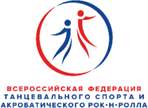 ВСЕРОССИЙСКАЯ ФЕДЕРАЦИЯ
ТАНЦЕВАЛЬНОГО СПОРТА И
АКРОБАТИЧЕСКОГО РОК-Н-РОЛЛА